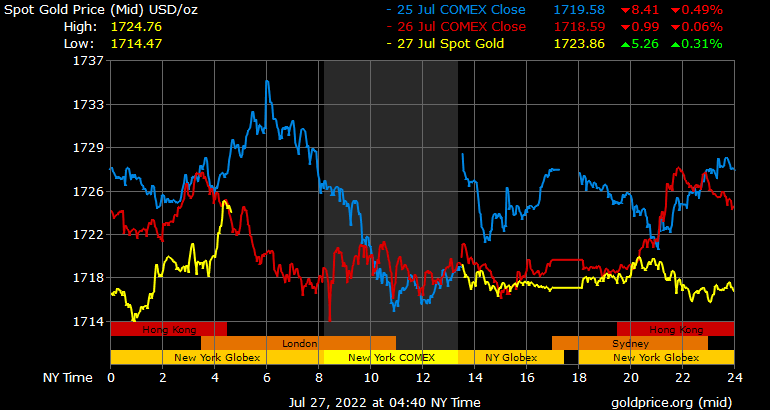 Spot Gold Price (Mid) USD/oz - 25 Jul COMEX Close 1719.58 ▼8.41 ▼0.49%
High: 1724.76 - 26 Jul COMEX Close 1718.59 ▼0.99 ▼0.06%
Low: 1714.47 - 27 Jul Spot Gold 1723.86 ▲5.26 ▲0.31%
1737
1733
1729
1726
1722
1718
1714
Hong Kong Hong Kong
London Sydney
New York Globex New York COMEX NY Globex New York Globex
NY Time 0 2 4 6 8 10 12 14 16 18 20 22 24
Jul 27, 2022 at 04:40 NY Time goldprice.org (mid)